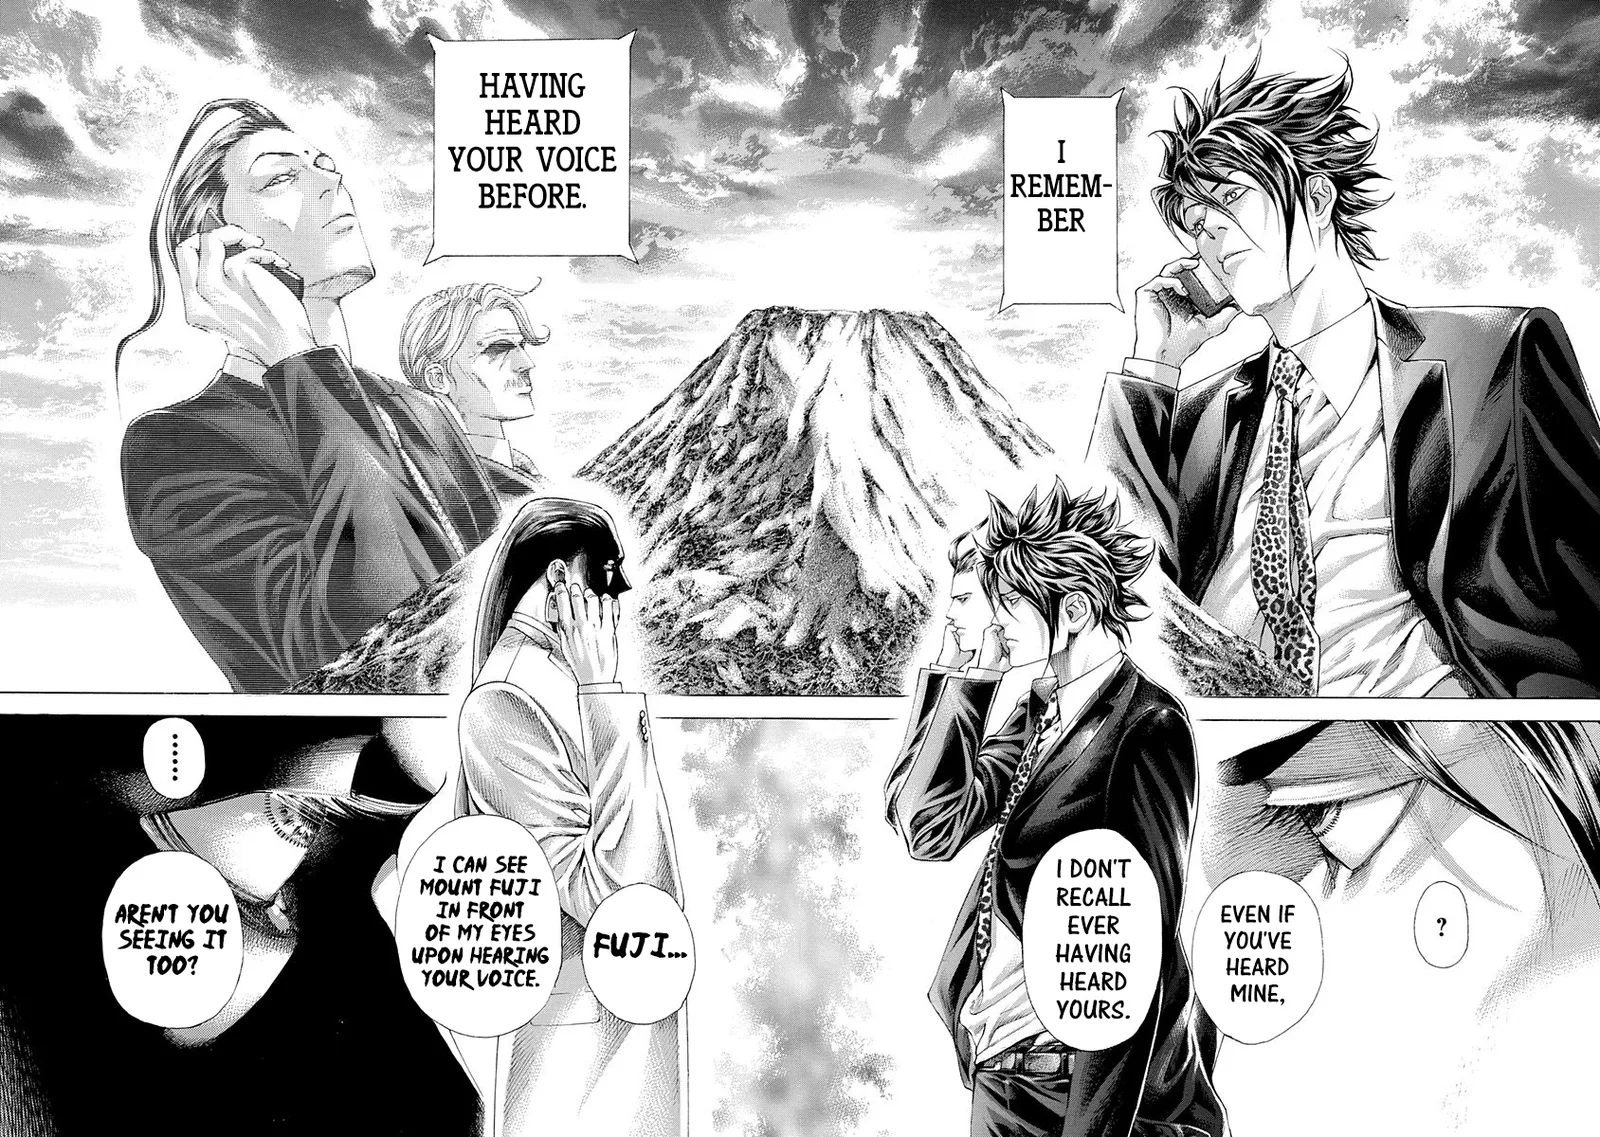 I
REMEM-
BER
HAVING
HEARD
YOUR VOICE
BEFORE.
?
EVEN IF
YOU'VE
HEARD
MINE,
I DON'T
RECALL
EVER
HAVING
HEARD
YOURS.
FUJI...
I CAN SEE
MOUNT FUJI
IN FRONT
OF MY EYES
UPON HEARING
YOUR VOICE.
......
AREN'T YOU
SEEING IT
TOO?